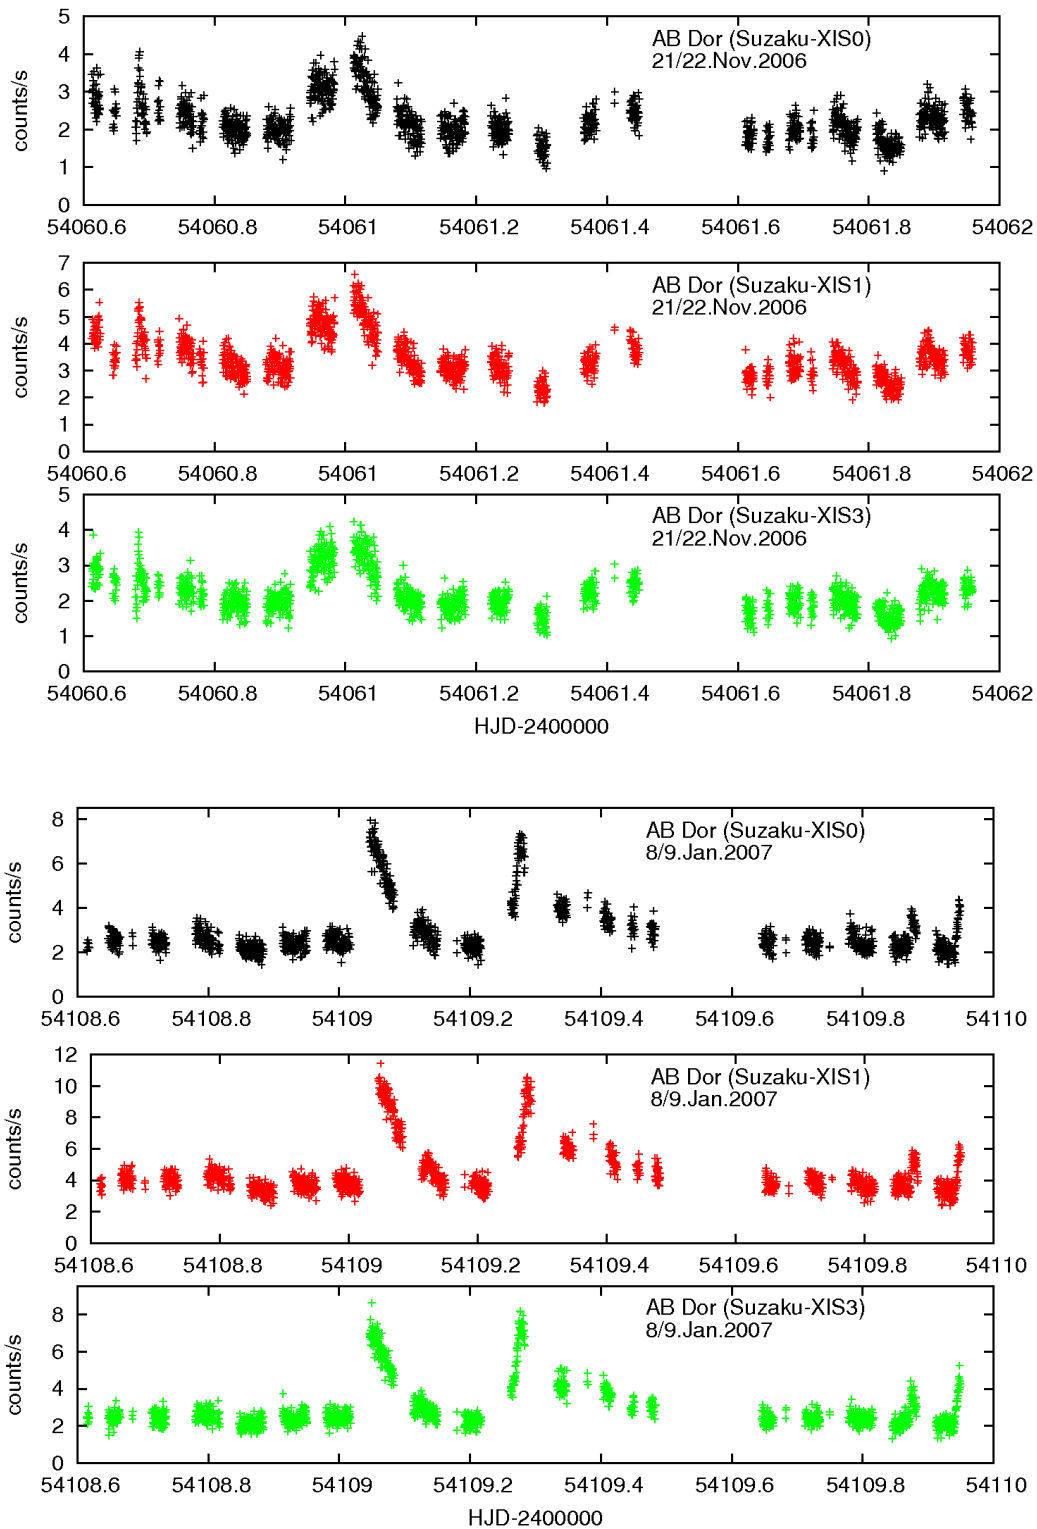 5
4
3
2
1
0
counts/s
AB Dor (Suzaku-XIS0)
21/22.Nov.2006
54060.6 54060.8 54061 54061.2 54061.4 54061.6 54061.8 54062
7
6
5
4
3
2
1
0
counts/s
AB Dor (Suzaku-XIS1)
21/22.Nov.2006
54060.6 54060.8 54061 54061.2 54061.4 54061.6 54061.8 54062
5
4
3
2
1
0
counts/s
AB Dor (Suzaku-XIS3)
21/22.Nov.2006
54060.6 54060.8 54061 54061.2 54061.4 54061.6 54061.8 54062
HJD-2400000
8
6
4
2
0
counts/s
AB Dor (Suzaku-XIS0)
8/9.Jan.2007
54108.6 54108.8 54109 54109.2 54109.4 54109.6 54109.8 54110
12
10
8
6
4
2
0
counts/s
AB Dor (Suzaku-XIS1)
8/9.Jan.2007
54108.6 54108.8 54109 54109.2 54109.4 54109.6 54109.8 54110
8
6
4
2
0
counts/s
AB Dor (Suzaku-XIS3)
8/9.Jan.2007
54108.6 54108.8 54109 54109.2 54109.4 54109.6 54109.8 54110
HJD-2400000